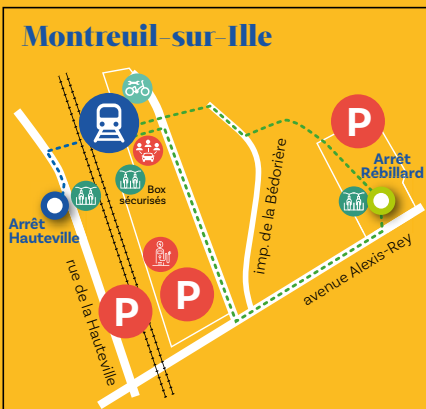 Montreuil-sur-Ille
P
Arrêt
Rébillard
Box
sécurisés
Arrêt
Hauteville
imp. de la Bédorière
avenue Alexis-Rey
rue de la Hauteville
P
P